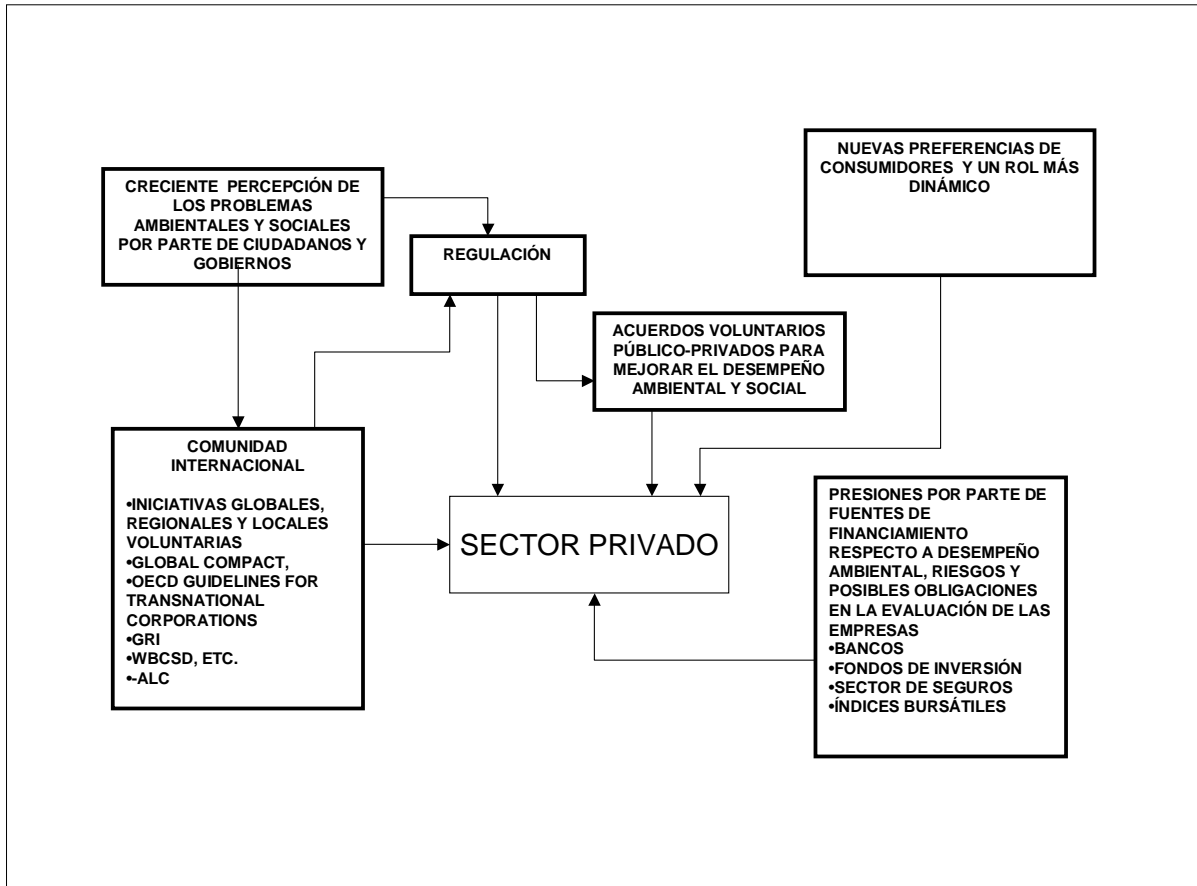 NUEVAS PREFERENCIAS DE
CONSUMIDORES Y UN ROL MÁS
DINÁMICO
CRECIENTE PERCEPCIÓN DE
LOS PROBLEMAS
AMBIENTALES Y SOCIALES
POR PARTE DE CIUDADANOS Y
GOBIERNOS
REGULACIÓN
ACUERDOS VOLUNTARIOS
PÚBLICO-PRIVADOS PARA
MEJORAR EL DESEMPEÑO
AMBIENTAL Y SOCIAL
COMUNIDAD
INTERNACIONAL
•INICIATIVAS GLOBALES,
REGIONALES Y LOCALES
VOLUNTARIAS
•GLOBAL COMPACT,
•OECD GUIDELINES FOR
TRANSNATIONAL
CORPORATIONS
•GRI
•WBCSD, ETC.
•-ALC
SECTOR PRIVADO
PRESIONES POR PARTE DE
FUENTES DE
FINANCIAMIENTO
RESPECTO A DESEMPEÑO
AMBIENTAL, RIESGOS Y
POSIBLES OBLIGACIONES
EN LA EVALUACIÓN DE LAS
EMPRESAS
•BANCOS
•FONDOS DE INVERSIÓN
•SECTOR DE SEGUROS
•ÍNDICES BURSÁTILES